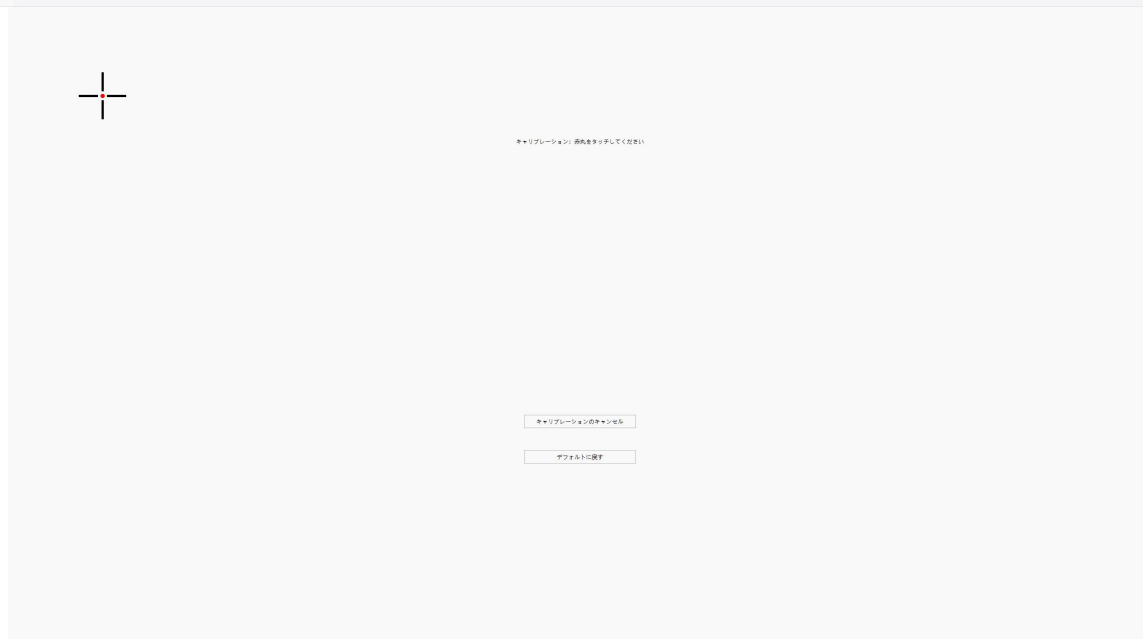 キャリブレーション: 赤丸をタッチしてください
キャリブレーションのキャンセル
デフォルトに戻す